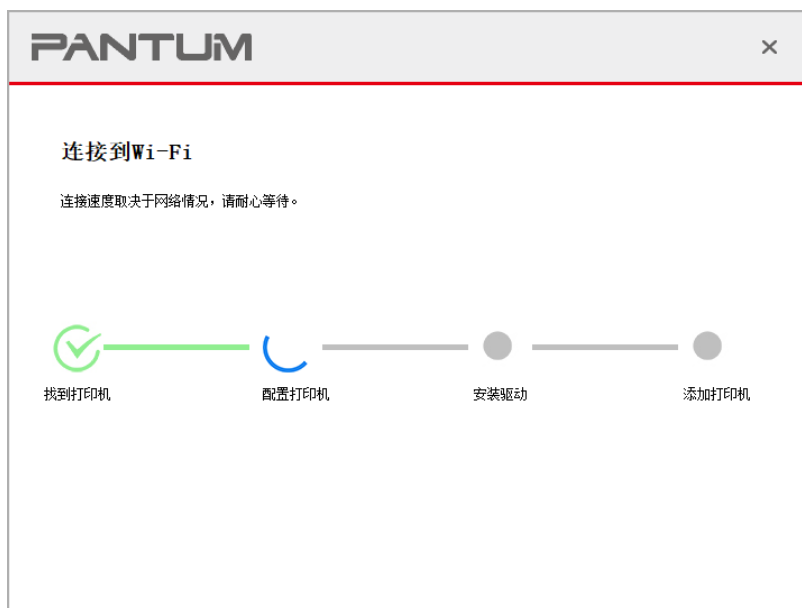 PANTUM
连接到Wi-Fi
连接速度取决于网络情况，请耐心等待。
找到打印机
配置打印机
安装驱动
添加打印机